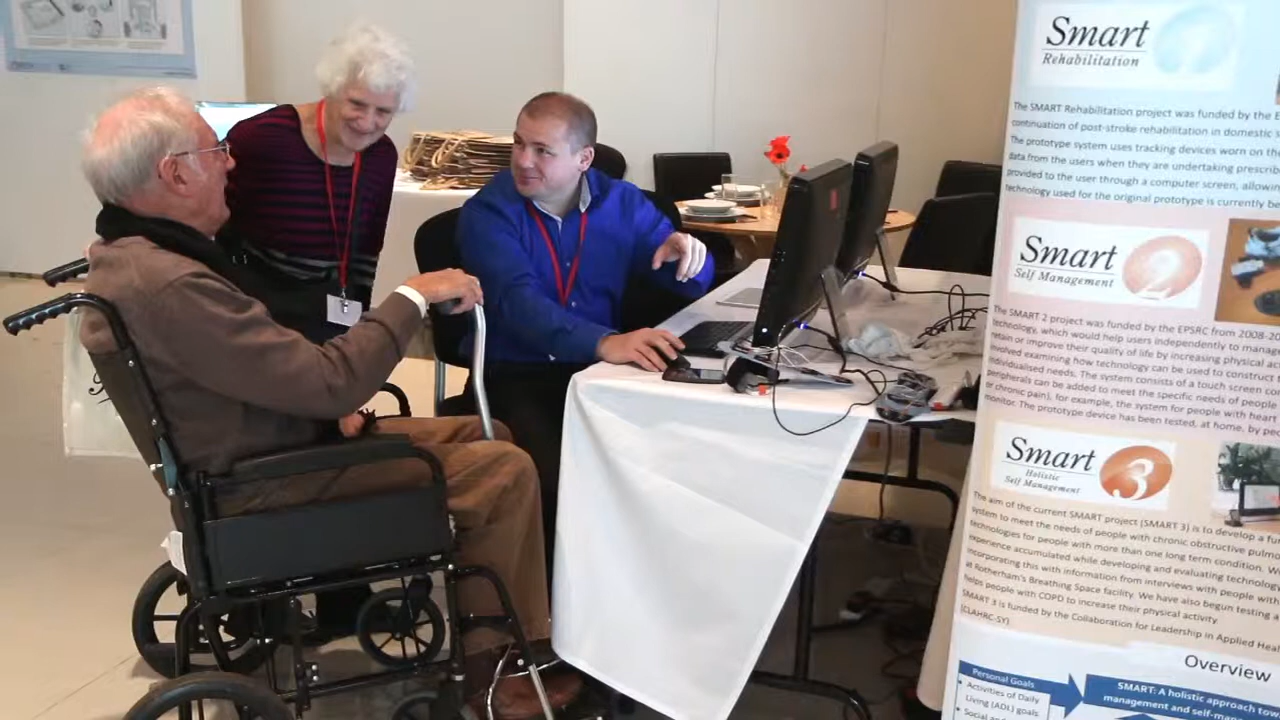 Smart
Rehabilitation
1
The SMART Rehabilitation project was funded by the E
continuation of post-stroke rehabilitation in domestic
The prototype system uses tracking devices worn on the
data from the users when they are undertaking prescrib
provided to the user through a computer screen, allowin
technology used for the original prototype is currently be
Smart
Self Management
2
The SMART 2 project was funded by the EPSRC from 2008-20
technology, which would help users independently to manag
retain or improve their quality of life by increasing physical ac
involved examining how technology can be used to construct
individualised needs. The system consists of a touch screen co
peripherals can be added to meet the specific needs of people
or chronic pain), for example, the system for people with heart
monitor. The prototype device has been tested, at home, by peo
Smart
Holistic
Self Management
3
The aim of the current SMART project (SMART 3) is to develop a fu
system to meet the needs of people with chronic obstructive pulmo
technologies for people with more than one long term condition. We
experience accumulated while developing and evaluating technolog
incorporating this with information from interviews with people with
at Rotherham's Breathing Space facility. We have also begun testing a
helps people with COPD to increase their physical activity.
SMART 3 is funded by the Collaboration for Leadership in Applied Heal
(CLAHRC-SY)
Overview
Personal Goals
• Activities of Daily
Living (ADL) goals
• Social an
SMART: A holistic approach tow
management and self-man